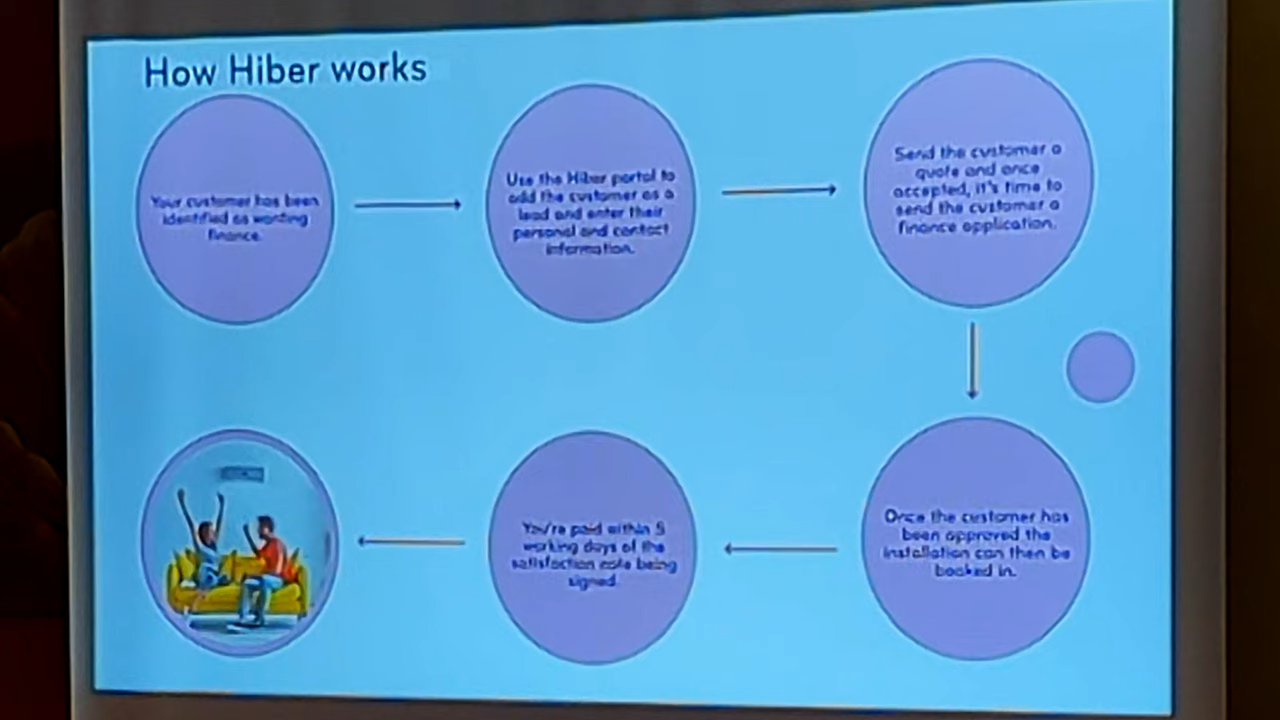 How Hiber works
Your customer has been
identified as wanting
finance.
Use the Hiber portal to
add the customer as a
lead and enter their
personal and contact
information.
Send the customer a
quote and once
accepted, it's time to
send the customer a
finance application.
Once the customer has
been approved the
installation can then be
booked in.
You're paid within 5
working days of the
satisfaction note being
signed.